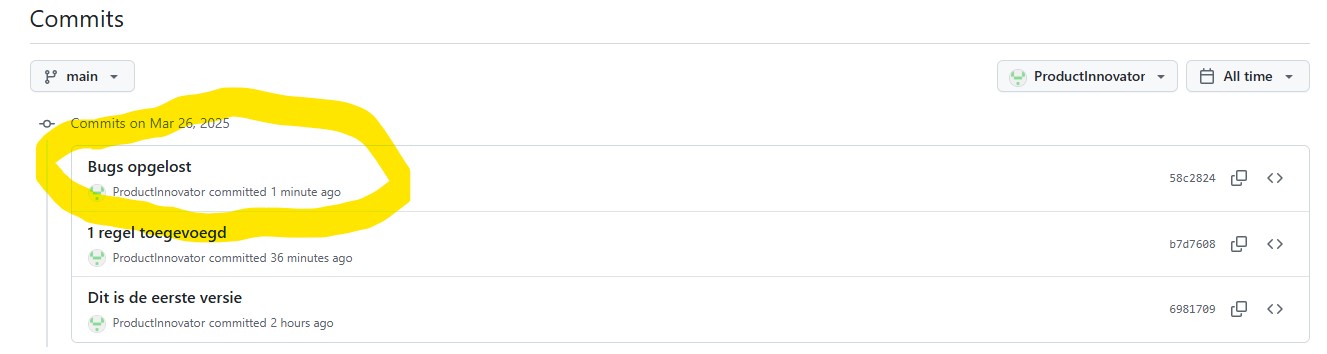 Commits
main
ProductInnovator
All time
Commits on Mar 26, 2025
Bugs opgelost
ProductInnovator committed 1 minute ago
58c2824
1 regel toegevoegd
ProductInnovator committed 36 minutes ago
b7d7608
Dit is de eerste versie
ProductInnovator committed 2 hours ago
6981709